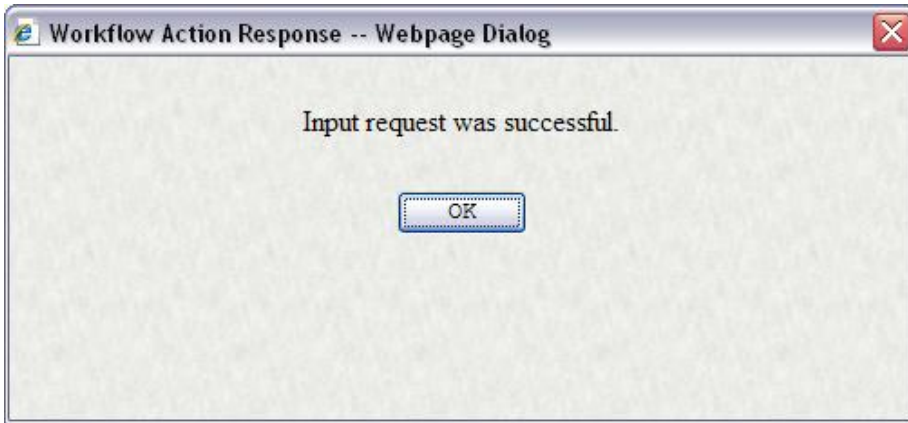 Workflow Action Response -- Webpage Dialog
Input request was successful.
OK